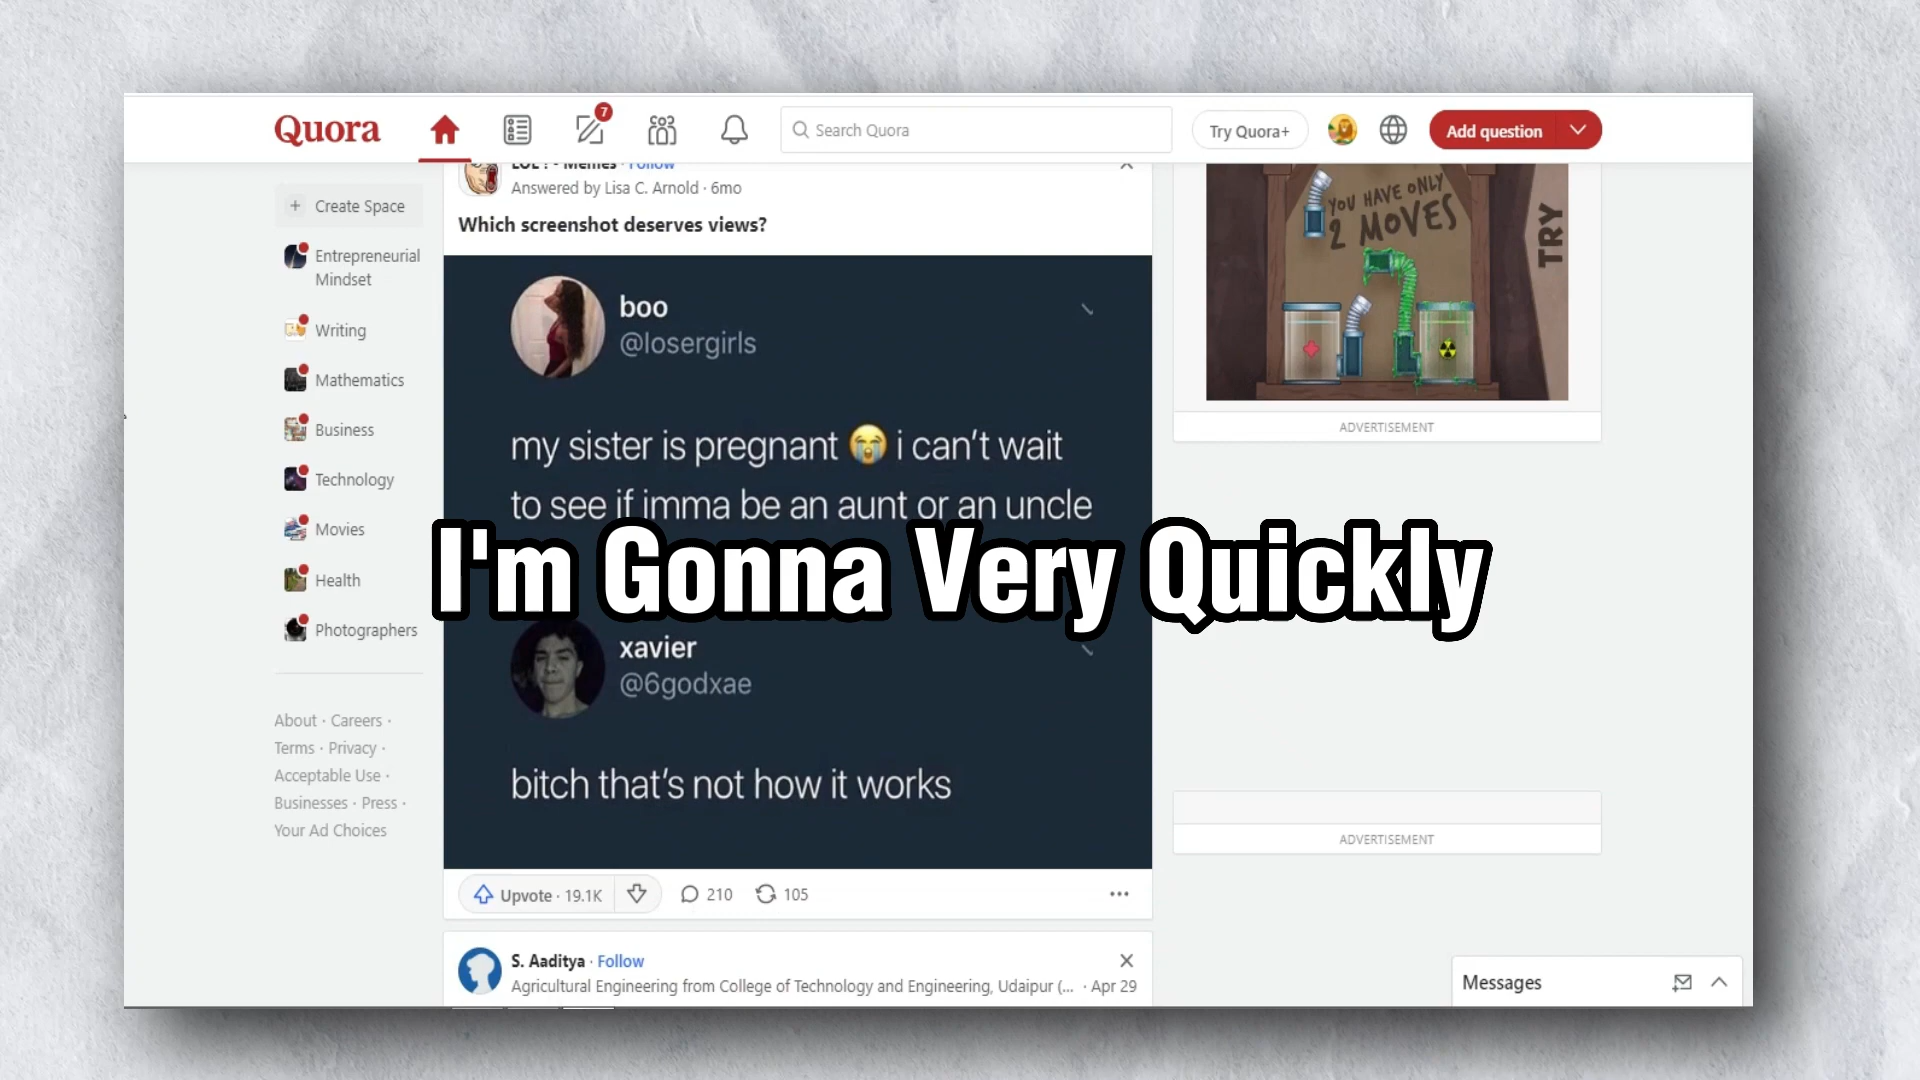 Quora
7
Search Quora
Try Quora+
Add question
Create Space
Entrepreneurial
Mindset
Writing
Mathematics
Business
Technology
Movies
Health
Photographers
About · Careers ·
Terms · Privacy ·
Acceptable Use ·
Businesses · Press ·
Your Ad Choices
LOL ! - Memes · Follow
Answered by Lisa C. Arnold · 6mo
Which screenshot deserves views?
boo
@losergirls
my sister is pregnant 😭 i can't wait
to see if imma be an aunt or an uncle
I'm Gonna Very Quickly
xavier
@6godxae
bitch that's not how it works
Upvote · 19.1K
210
105
S. Aaditya · Follow
Agricultural Engineering from College of Technology and Engineering, Udaipur (... · Apr 29
YOU HAVE ONLY
2 MOVES
TRY
ADVERTISEMENT
ADVERTISEMENT
Messages